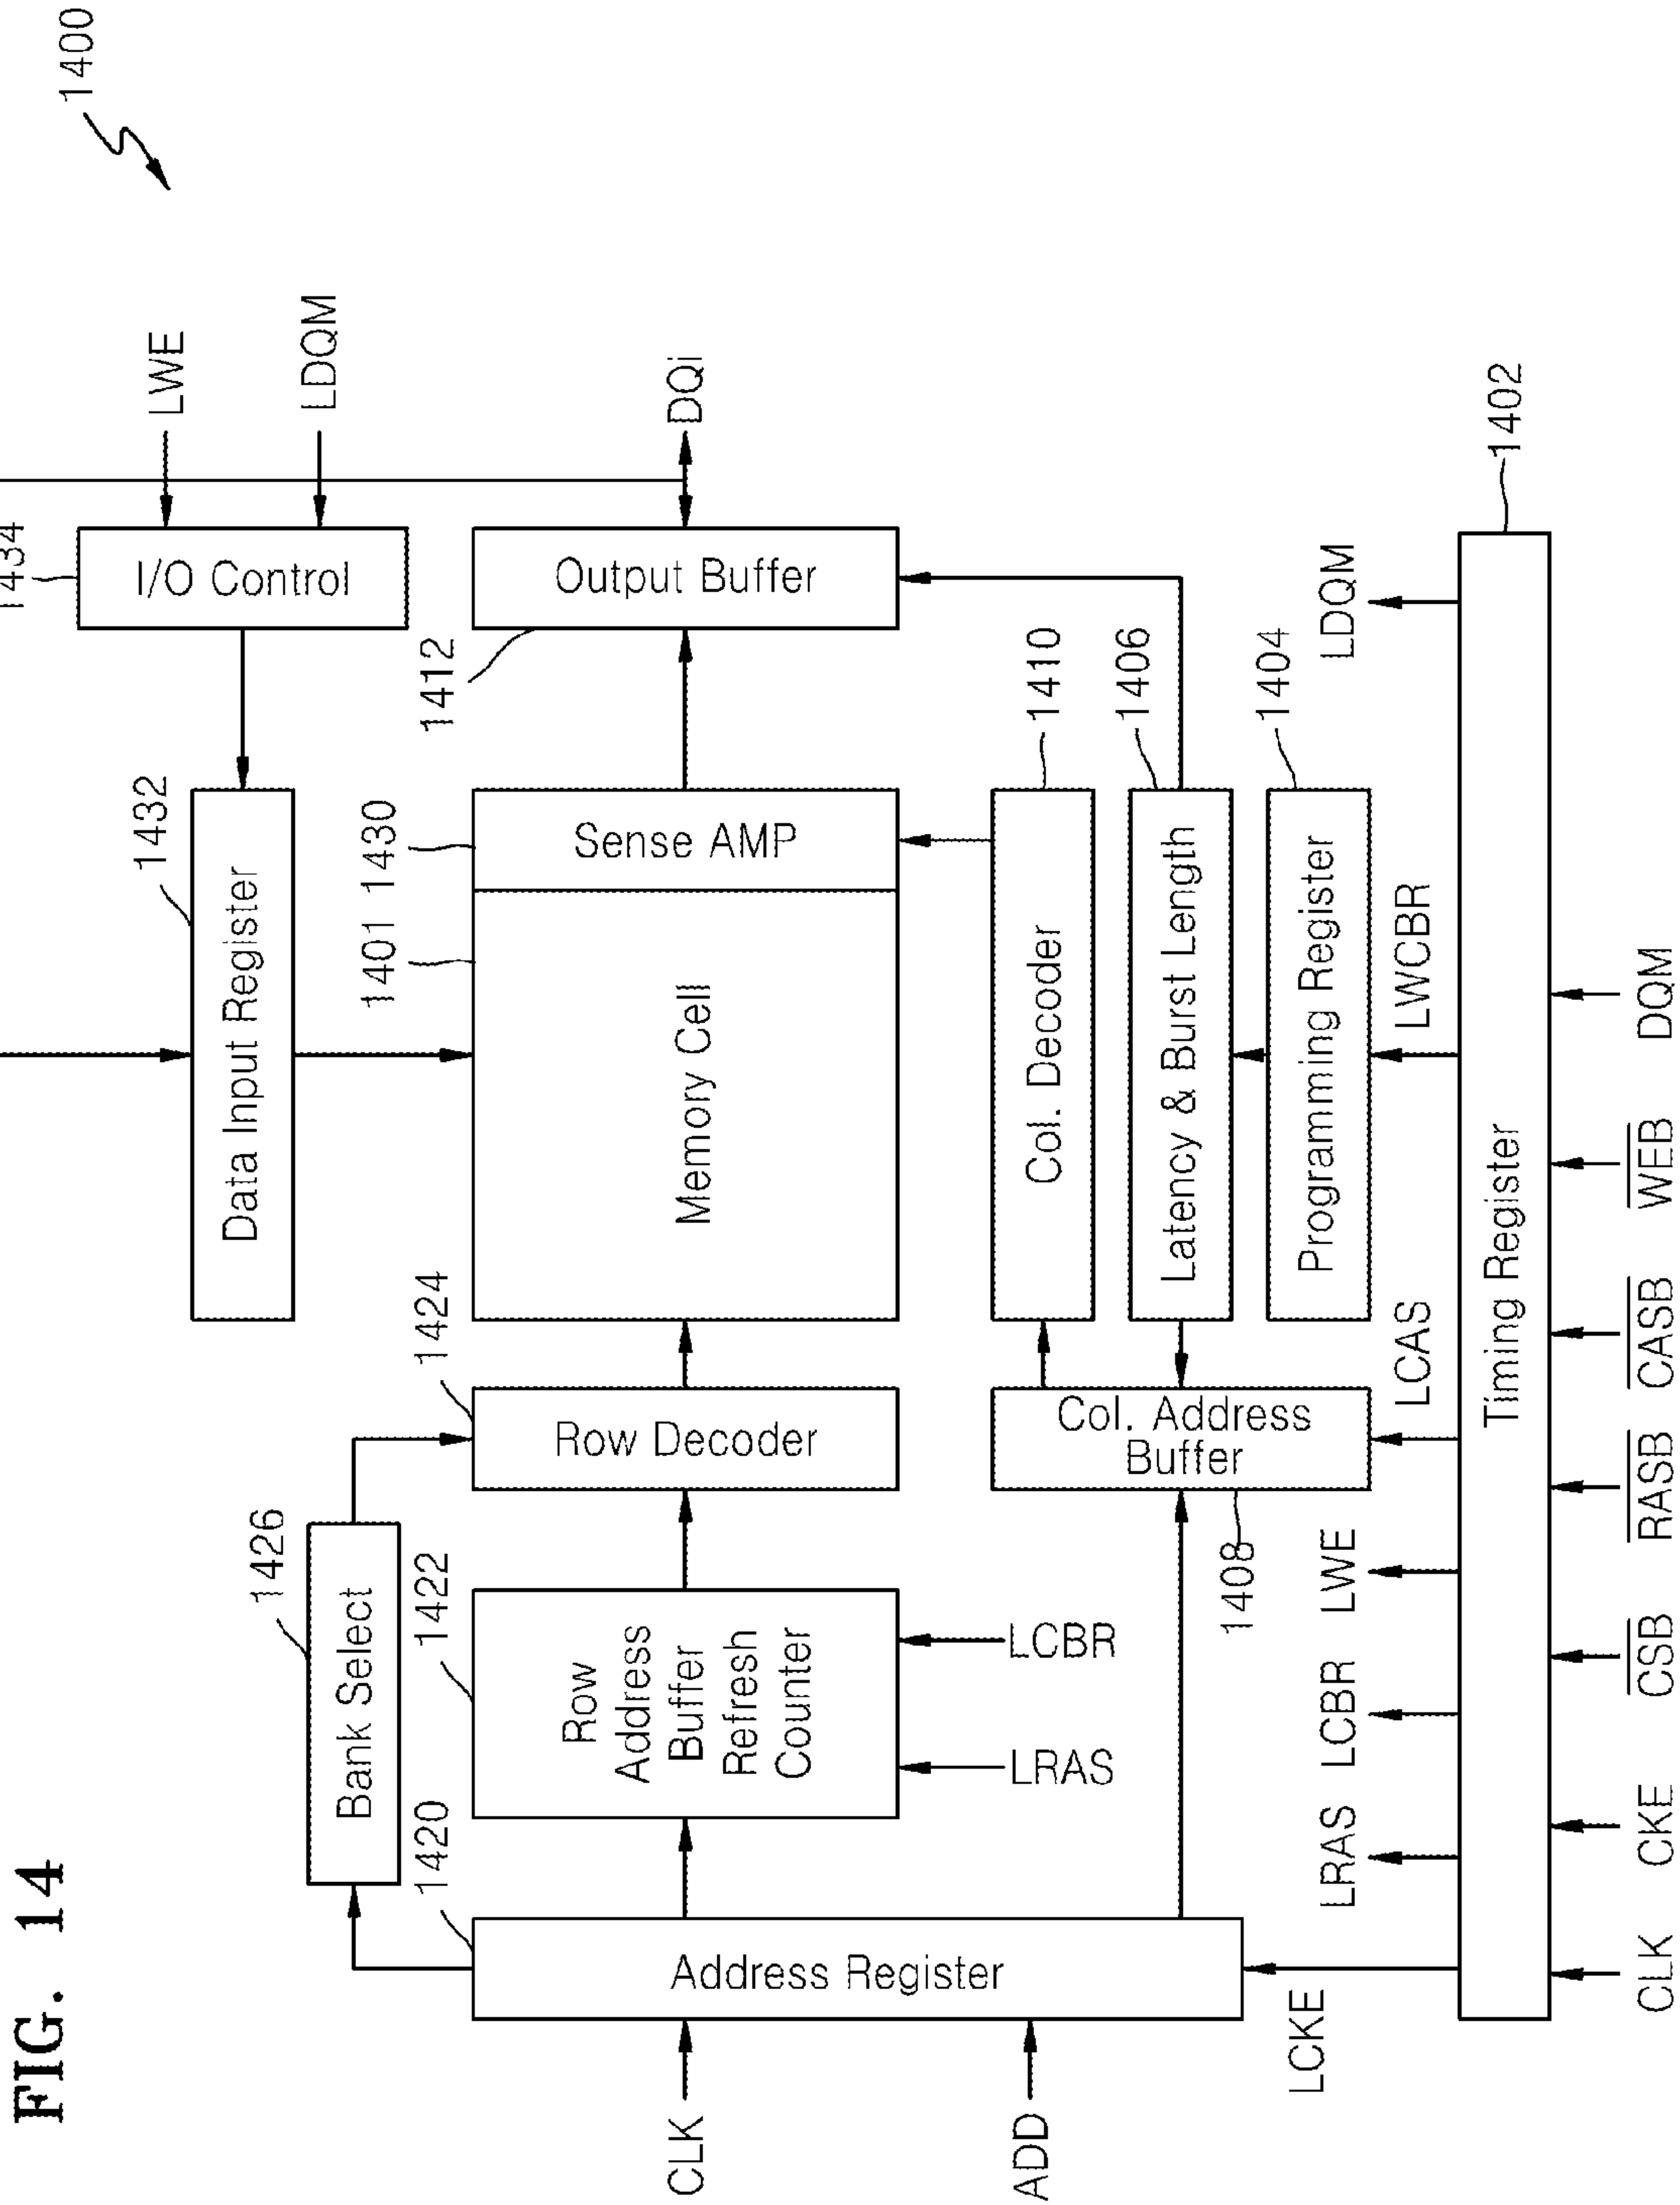 FIG. 14
1400
LWE
LDQM
1434
I/O Control
DQi
Output Buffer
1412
1432
Data Input Register
1401
1430
Sense AMP
Memory Cell
1424
Row Decoder
1426
Bank Select
1422
Row
Address
Buffer
Refresh
Counter
LRAS
LCBR
1420
Address Register
CLK
ADD
1410
Col. Decoder
1406
Latency & Burst Length
1404
Programming Register
Col. Address
Buffer
1408
LCKE
LRAS
LCBR
LWE
LCAS
LWCBR
LDQM
1402
Timing Register
CLK
CKE
CSB
RASB
CASB
WEB
DQM